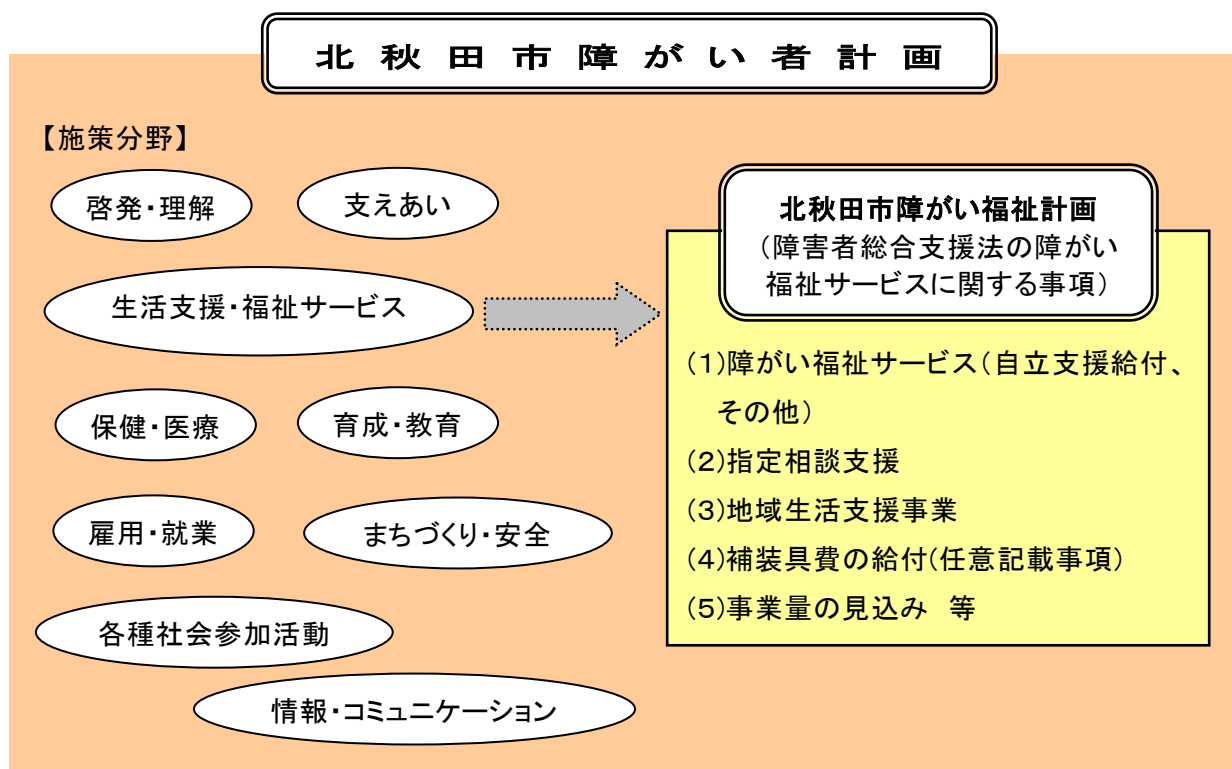 北秋田市障がい者計画
【施策分野】
啓発・理解
支えあい
生活支援・福祉サービス
保健・医療
育成・教育
雇用・就業
まちづくり・安全
各種社会参加活動
情報・コミュニケーション
北秋田市障がい福祉計画
（障害者総合支援法の障がい
福祉サービスに関する事項）
(1)障がい福祉サービス（自立支援給付、
その他）
(2)指定相談支援
(3)地域生活支援事業
(4)補装具費の給付(任意記載事項）
(5)事業量の見込み　等